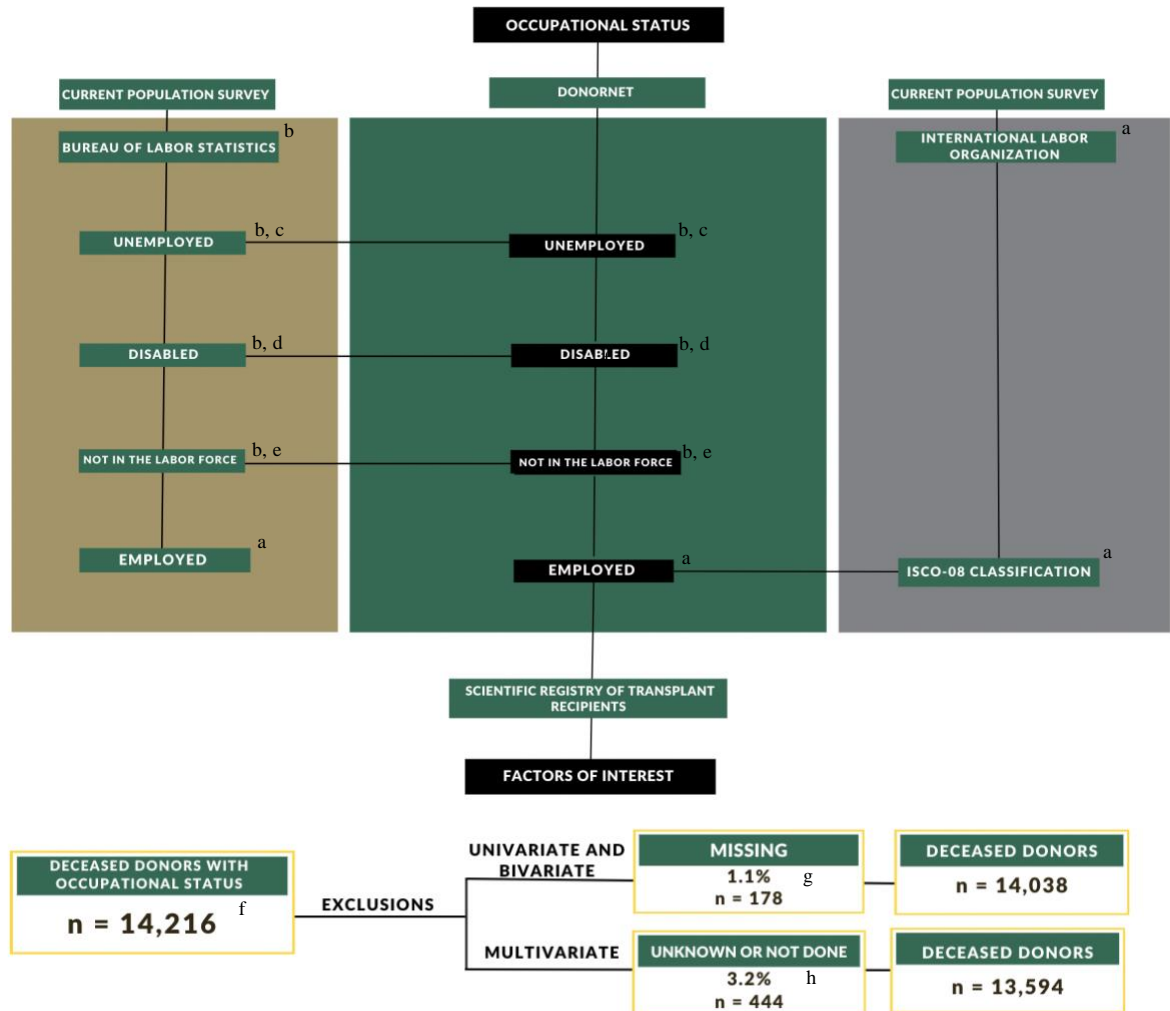 OCCUPATIONAL STATUS
CURRENT POPULATION SURVEY
DONORNET
CURRENT POPULATION SURVEY
BUREAU OF LABOR STATISTICS b
INTERNATIONAL LABOR
ORGANIZATION a
UNEMPLOYED b, c
UNEMPLOYED b, c
DISABLED b, d
DISABLED b, d
NOT IN THE LABOR FORCE b, e
NOT IN THE LABOR FORCE b, e
EMPLOYED a
EMPLOYED a
ISCO-08 CLASSIFICATION a
SCIENTIFIC REGISTRY OF TRANSPLANT
RECIPIENTS
FACTORS OF INTEREST
DECEASED DONORS WITH
OCCUPATIONAL STATUS
n = 14,216 f
EXCLUSIONS
UNIVARIATE AND
BIVARIATE
MISSING
1.1% g
n = 178
DECEASED DONORS
n = 14,038
MULTIVARIATE
UNKNOWN OR NOT DONE
3.2% h
n = 444
DECEASED DONORS
n = 13,594